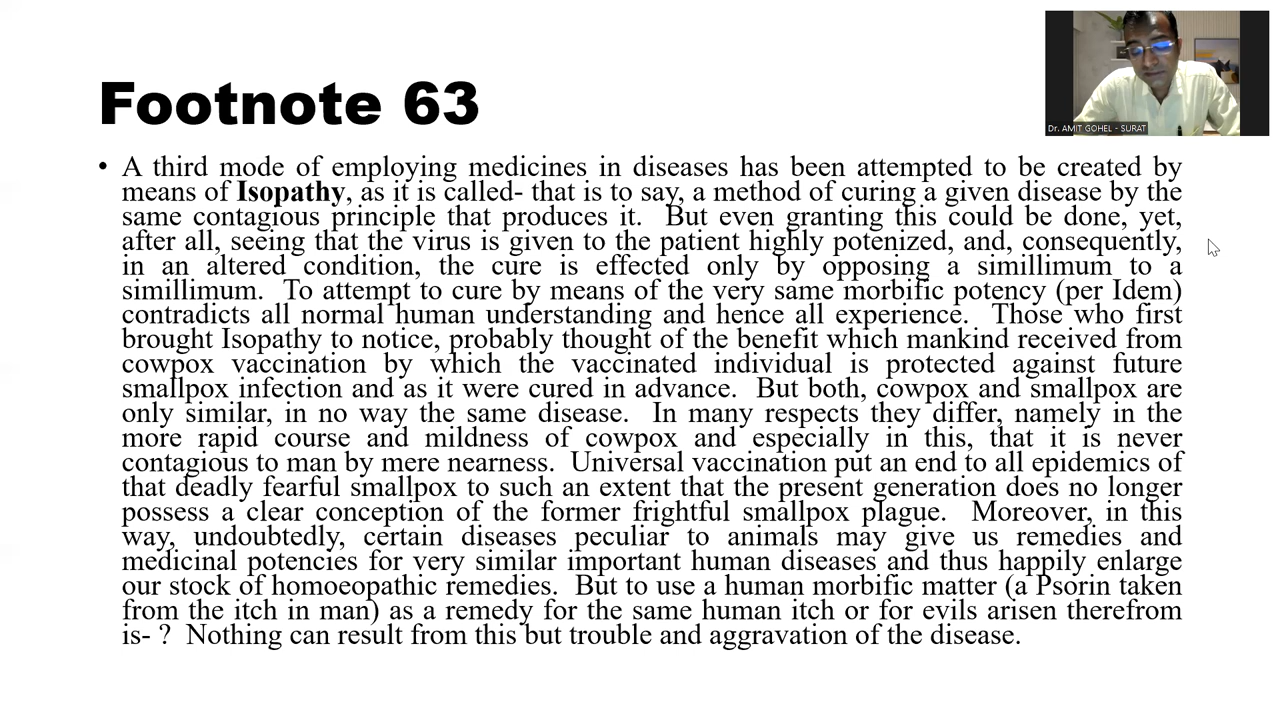 Dr. AMIT GOHEL - SURAT
Footnote 63
• A third mode of employing medicines in diseases has been attempted to be created by
means of Isopathy, as it is called- that is to say, a method of curing a given disease by the
same contagious principle that produces it. But even granting this could be done, yet,
after all, seeing that the virus is given to the patient highly potenized, and, consequently,
in an altered condition, the cure is effected only by opposing a simillimum to a
simillimum. To attempt to cure by means of the very same morbific potency (per Idem)
contradicts all normal human understanding and hence all experience. Those who first
brought Isopathy to notice, probably thought of the benefit which mankind received from
cowpox vaccination by which the vaccinated individual is protected against future
smallpox infection and as it were cured in advance. But both, cowpox and smallpox are
only similar, in no way the same disease. In many respects they differ, namely in the
more rapid course and mildness of cowpox and especially in this, that it is never
contagious to man by mere nearness. Universal vaccination put an end to all epidemics of
that deadly fearful smallpox to such an extent that the present generation does no longer
possess a clear conception of the former frightful smallpox plague. Moreover, in this
way, undoubtedly, certain diseases peculiar to animals may give us remedies and
medicinal potencies for very similar important human diseases and thus happily enlarge
our stock of homoeopathic remedies. But to use a human morbific matter (a Psorin taken
from the itch in man) as a remedy for the same human itch or for evils arisen therefrom
is- ? Nothing can result from this but trouble and aggravation of the disease.